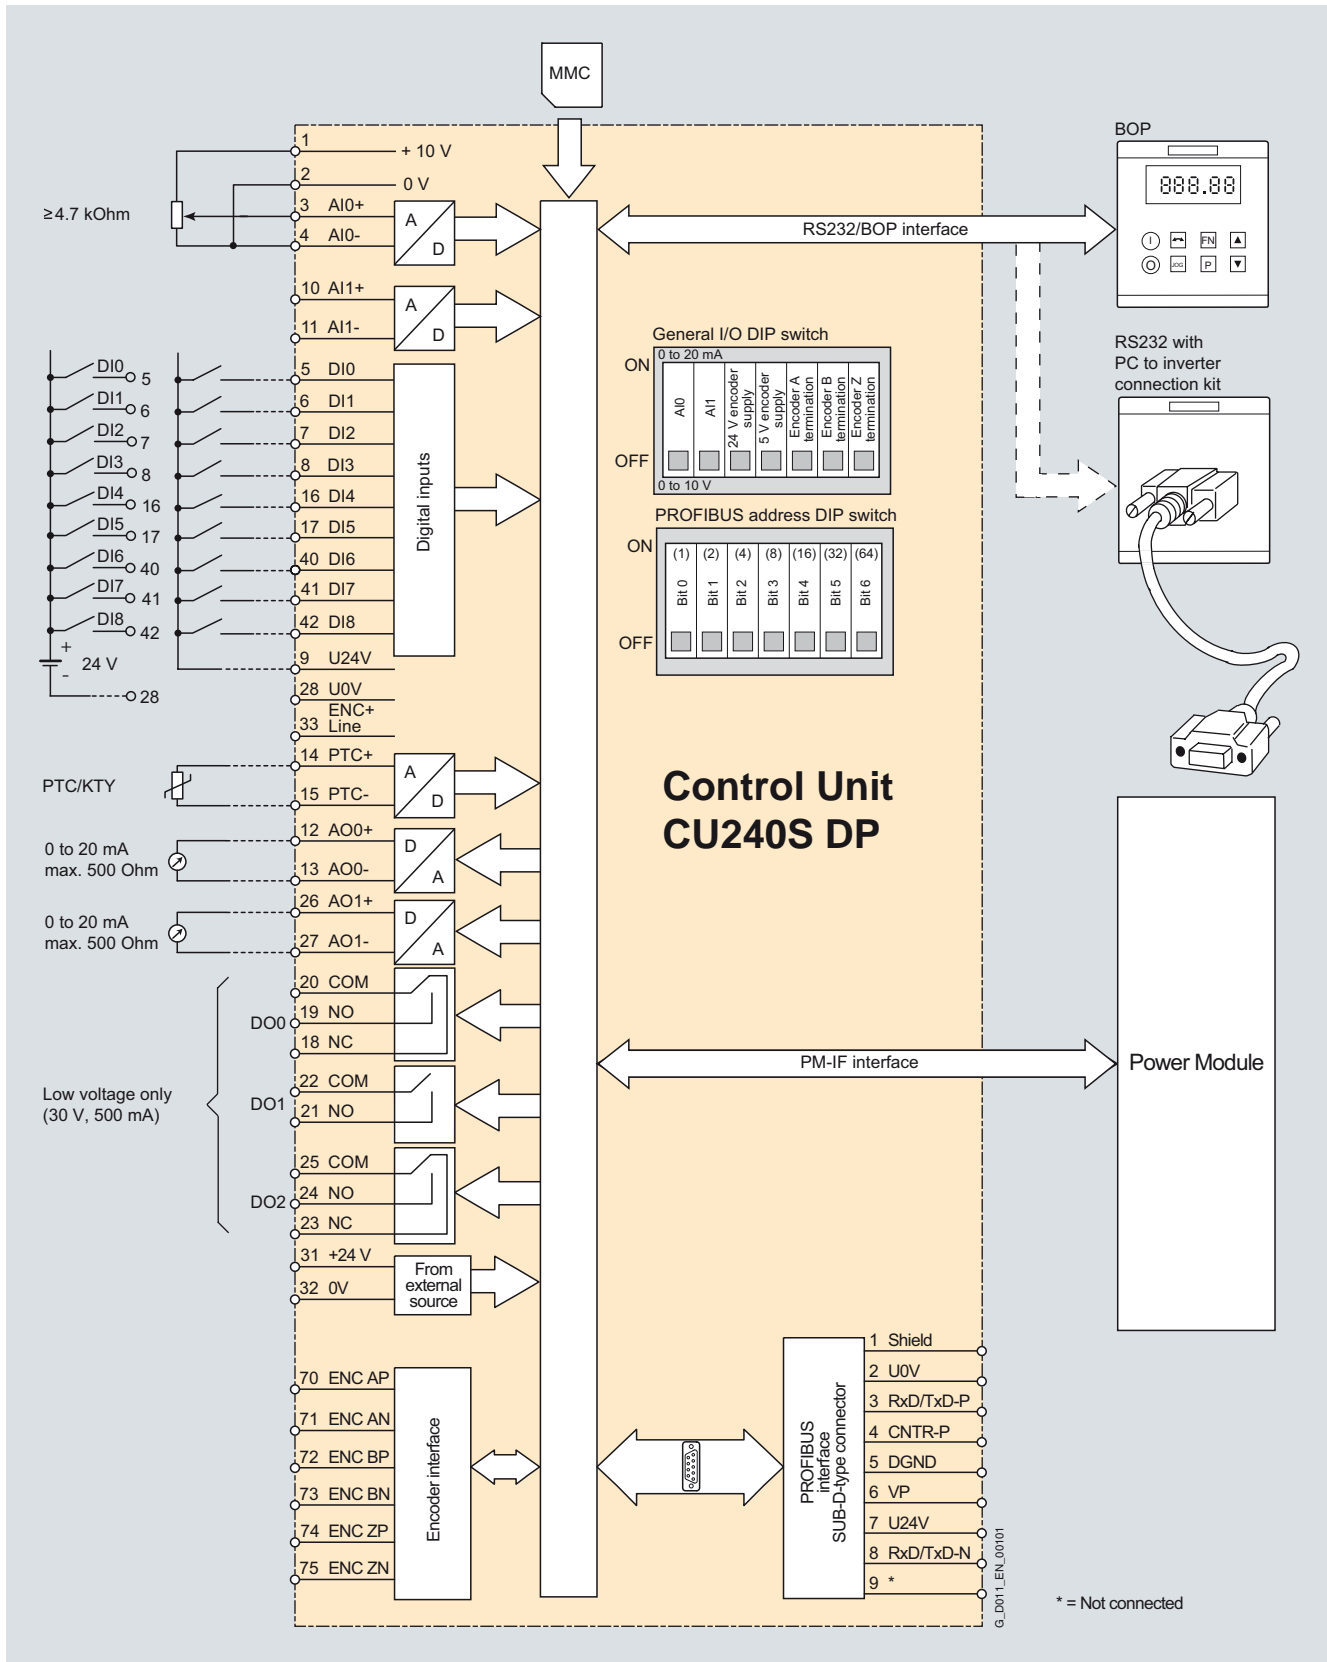 MMC
BOP
888.88
I
FN
O
JOG
P
1
+ 10 V
2
0 V
≥4.7 kOhm
3 AI0+
4 AI0-
A
D
RS232/BOP interface
10 AI1+
11 AI1-
A
D
RS232 with
PC to inverter
connection kit
General I/O DIP switch
ON
0 to 20 mA
AI0
AI1
24 V encoder
supply
5 V encoder
supply
Encoder A
termination
Encoder B
termination
Encoder Z
termination
OFF
0 to 10 V
PROFIBUS address DIP switch
ON
(1) (2) (4) (8) (16) (32) (64)
Bit 0
Bit 1
Bit 2
Bit 3
Bit 4
Bit 5
Bit 6
OFF
DI0 5
DI1 6
DI2 7
DI3 8
DI4 16
DI5 17
DI6 40
DI7 41
DI8 42
+
24 V
-
28
5 DI0
6 DI1
7 DI2
8 DI3
16 DI4
17 DI5
40 DI6
41 DI7
42 DI8
Digital inputs
9 U24V
28 U0V
ENC+
33 Line
PTC/KTY
14 PTC+
15 PTC-
A
D
Control Unit
CU240S DP
0 to 20 mA
max. 500 Ohm
12 AO0+
13 AO0-
D
A
0 to 20 mA
max. 500 Ohm
26 AO1+
27 AO1-
D
A
Low voltage only
(30 V, 500 mA)
DO0
20 COM
19 NO
18 NC
DO1
22 COM
21 NO
DO2
25 COM
24 NO
23 NC
PM-IF interface
Power Module
31 +24 V
32 0V
From
external
source
70 ENC AP
71 ENC AN
72 ENC BP
73 ENC BN
74 ENC ZP
75 ENC ZN
Encoder interface
PROFIBUS
interface
SUB-D-type connector
1 Shield
2 U0V
3 RxD/TxD-P
4 CNTR-P
5 DGND
6 VP
7 U24V
8 RxD/TxD-N
9 *
G_D011_EN_00101
* = Not connected